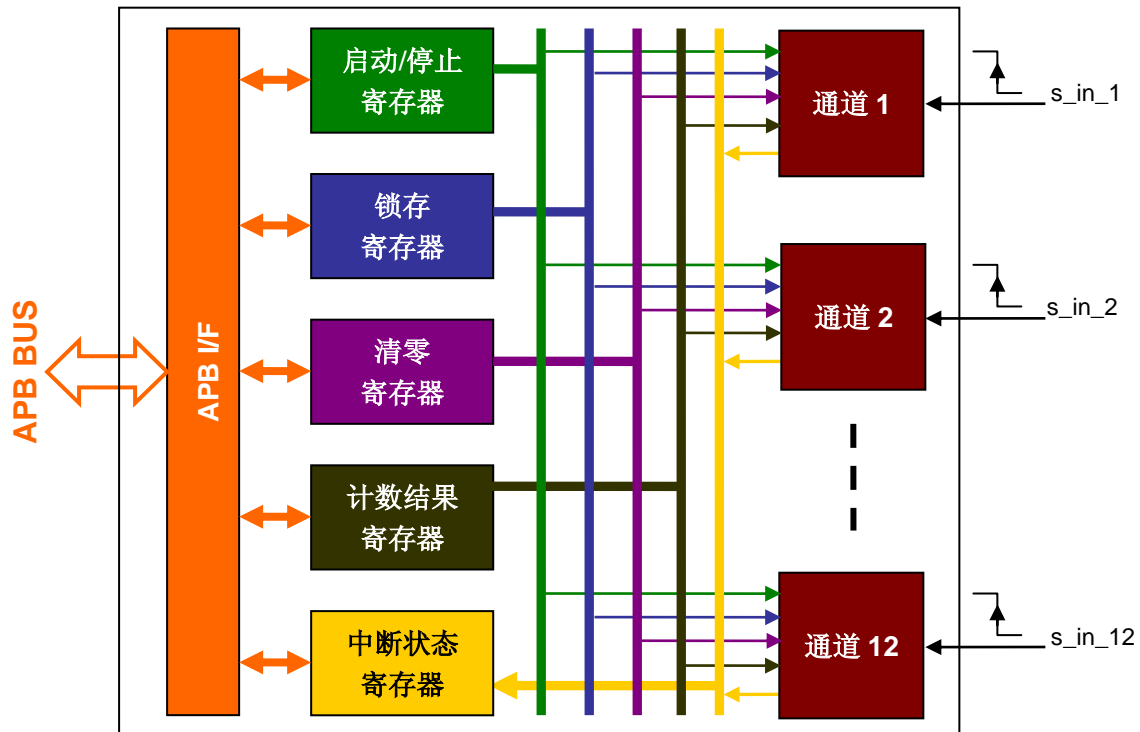 APB BUS
APB I/F
启动/停止
寄存器
锁存
寄存器
清零
寄存器
计数结果
寄存器
中断状态
寄存器
通道 1
s_in_1
通道 2
s_in_2
通道 12
s_in_12